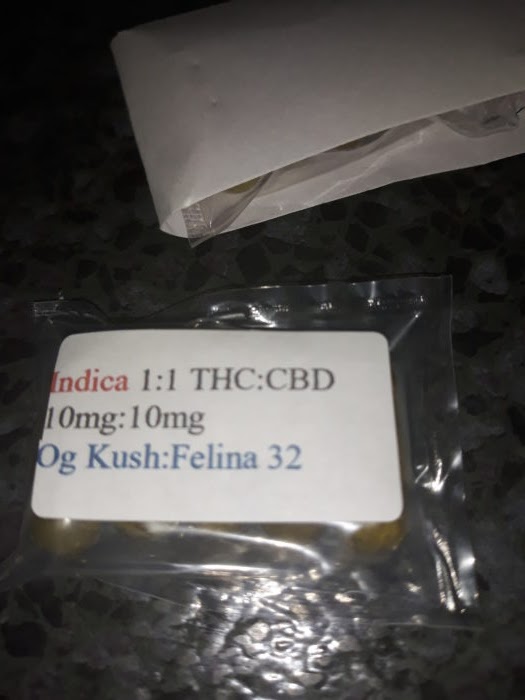 Indica 1:1 THC:CBD
10mg:10mg
Og Kush:Felina 32